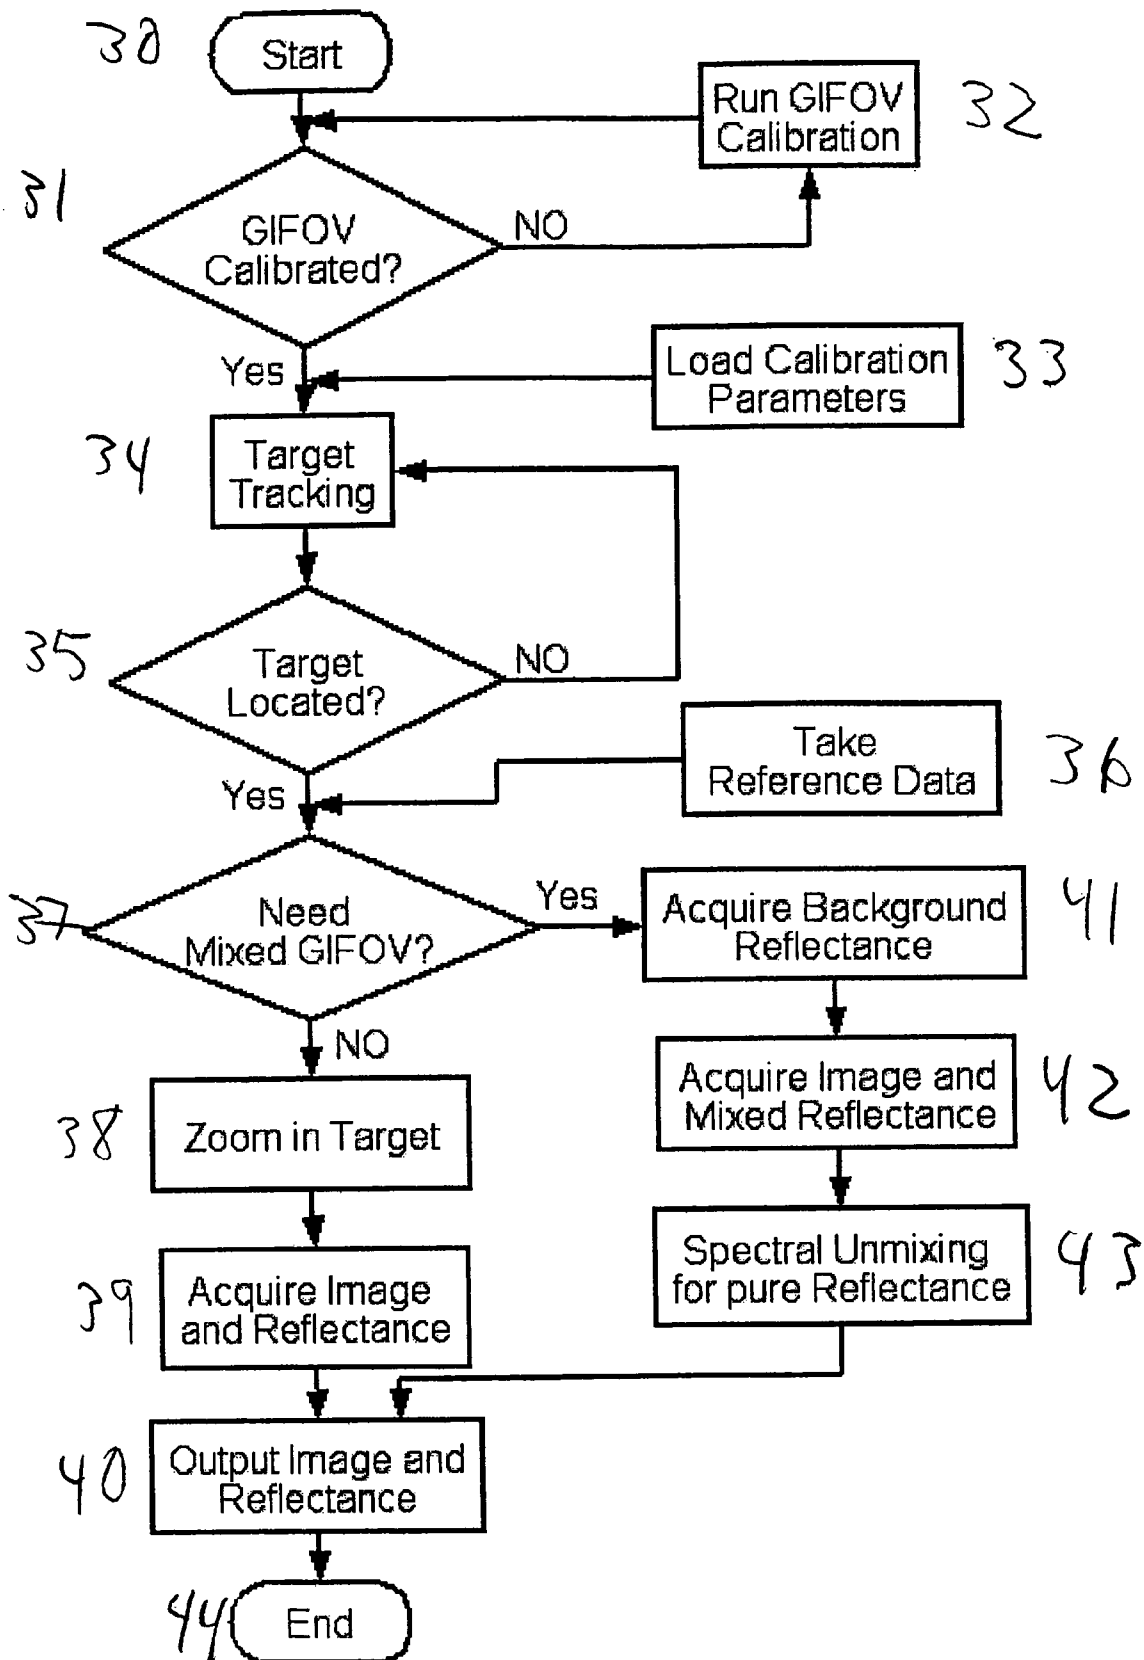 30
Start
Run GIFOV
Calibration
32
31
GIFOV
Calibrated?
NO
Yes
Load Calibration
Parameters
33
34
Target
Tracking
35
Target
Located?
NO
Yes
Take
Reference Data
36
37
Need
Mixed GIFOV?
Yes
Acquire Background
Reflectance
41
NO
Acquire Image and
Mixed Reflectance
42
38
Zoom in Target
Spectral Unmixing
for pure Reflectance
43
39
Acquire Image
and Reflectance
40
Output Image and
Reflectance
44
End